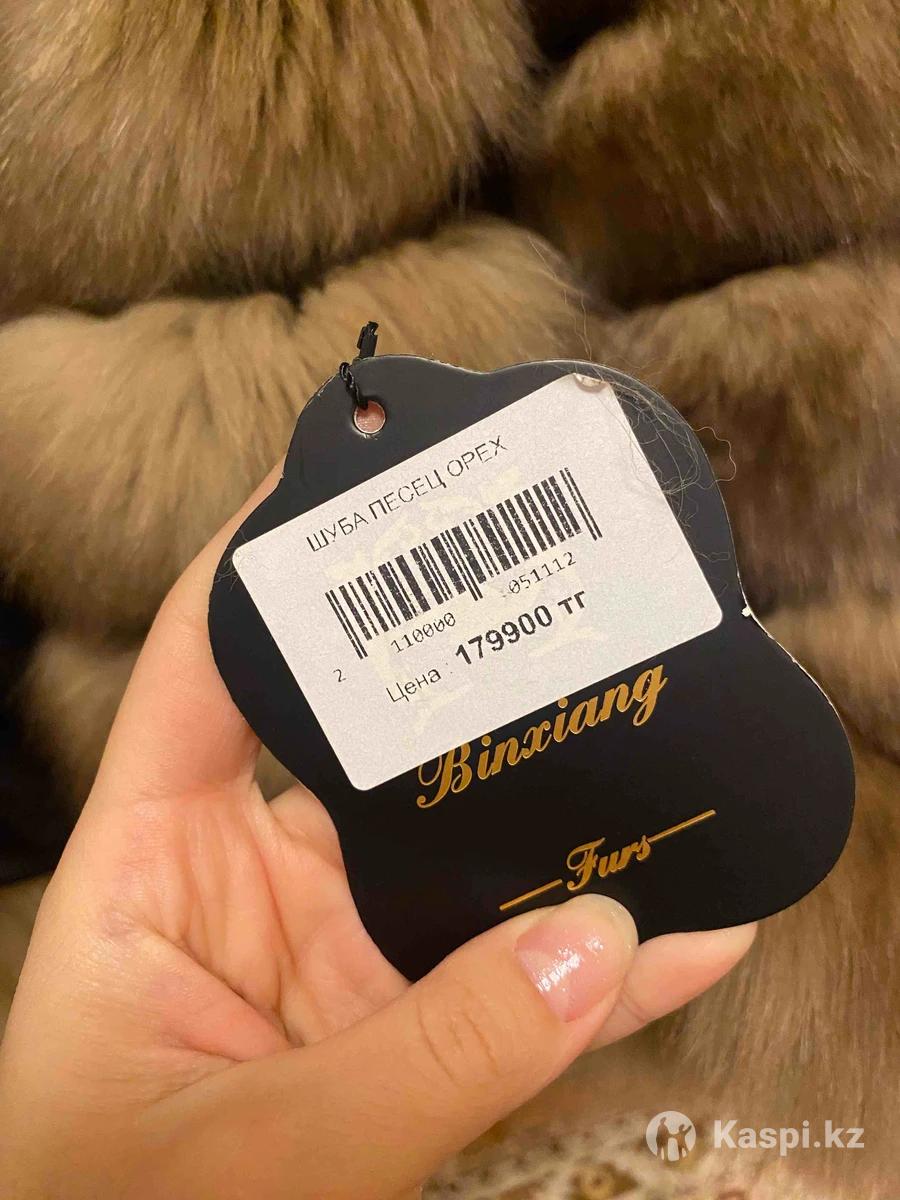 ШУБА ПЕСЕЦ ОРЕХ
2 110000 051112
Цена : 179900 тг
Binxiang
Furs
Kaspi.kz